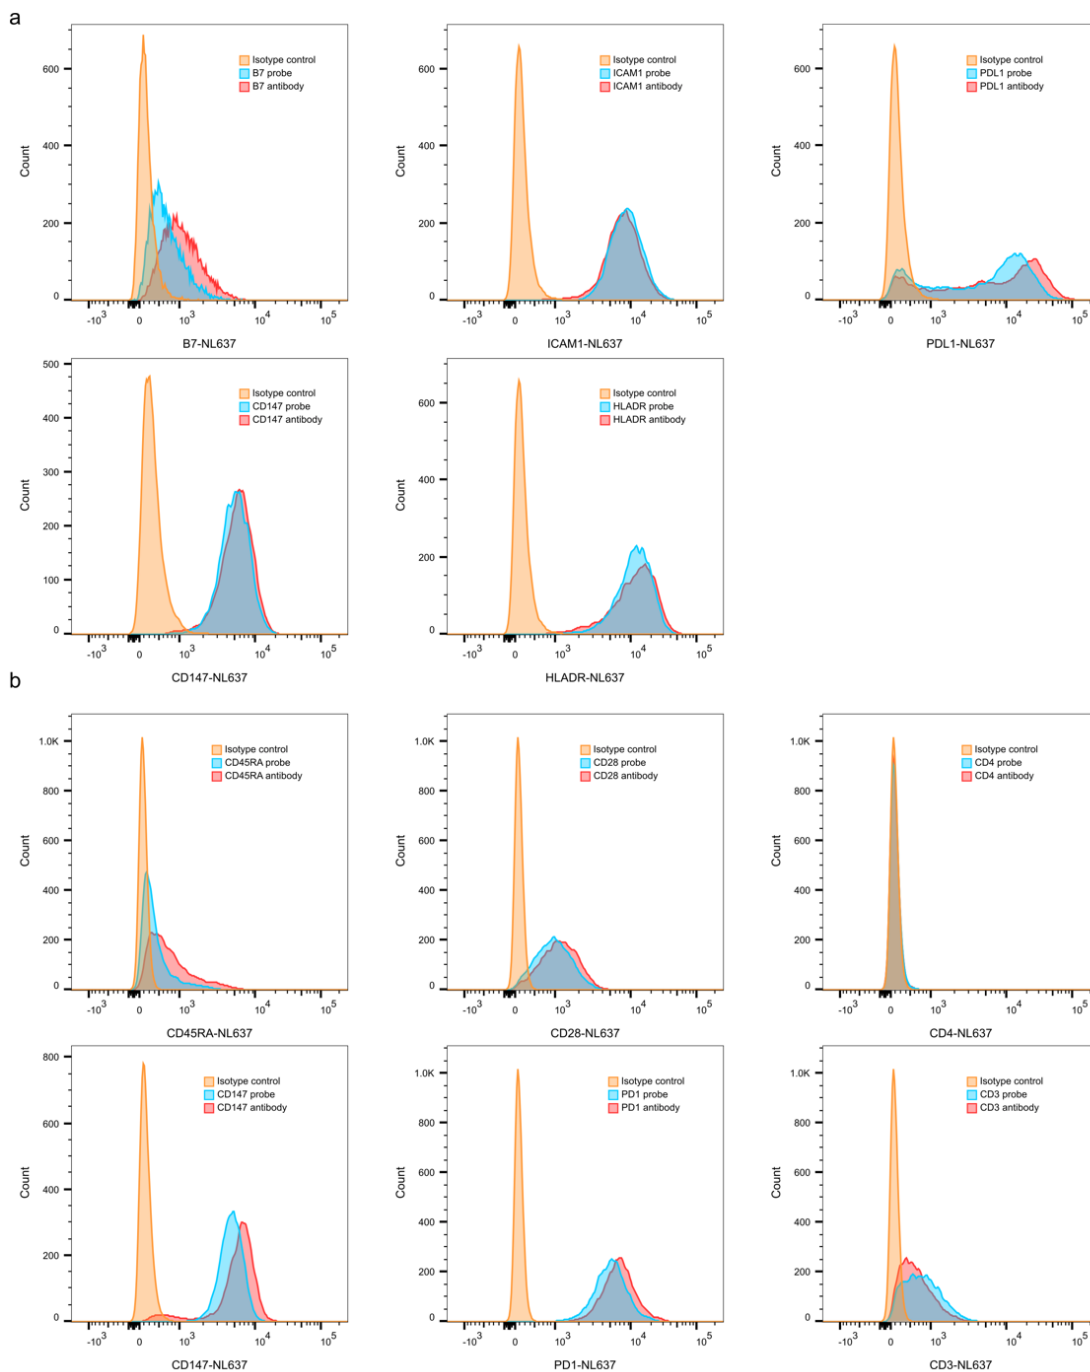 a
Isotype control
B7 probe
B7 antibody
Count
600
400
200
0
-10³ 0 10³ 10⁴ 10⁵
B7-NL637
Isotype control
ICAM1 probe
ICAM1 antibody
Count
600
400
200
0
-10³ 0 10³ 10⁴ 10⁵
ICAM1-NL637
Isotype control
PDL1 probe
PDL1 antibody
Count
600
400
200
0
-10³ 0 10³ 10⁴ 10⁵
PDL1-NL637
Isotype control
CD147 probe
CD147 antibody
Count
500
400
300
200
100
0
-10³ 0 10³ 10⁴ 10⁵
CD147-NL637
Isotype control
HLADR probe
HLADR antibody
Count
600
400
200
0
-10³ 0 10³ 10⁴ 10⁵
HLADR-NL637
b
Isotype control
CD45RA probe
CD45RA antibody
Count
1.0K
800
600
400
200
0
-10³ 0 10³ 10⁴ 10⁵
CD45RA-NL637
Isotype control
CD28 probe
CD28 antibody
Count
1.0K
800
600
400
200
0
-10³ 0 10³ 10⁴ 10⁵
CD28-NL637
Isotype control
CD4 probe
CD4 antibody
Count
1.0K
800
600
400
200
0
-10³ 0 10³ 10⁴ 10⁵
CD4-NL637
Isotype control
CD147 probe
CD147 antibody
Count
800
600
400
200
0
-10³ 0 10³ 10⁴ 10⁵
CD147-NL637
Isotype control
PD1 probe
PD1 antibody
Count
1.0K
800
600
400
200
0
-10³ 0 10³ 10⁴ 10⁵
PD1-NL637
Isotype control
CD3 probe
CD3 antibody
Count
1.0K
800
600
400
200
0
-10³ 0 10³ 10⁴ 10⁵
CD3-NL637